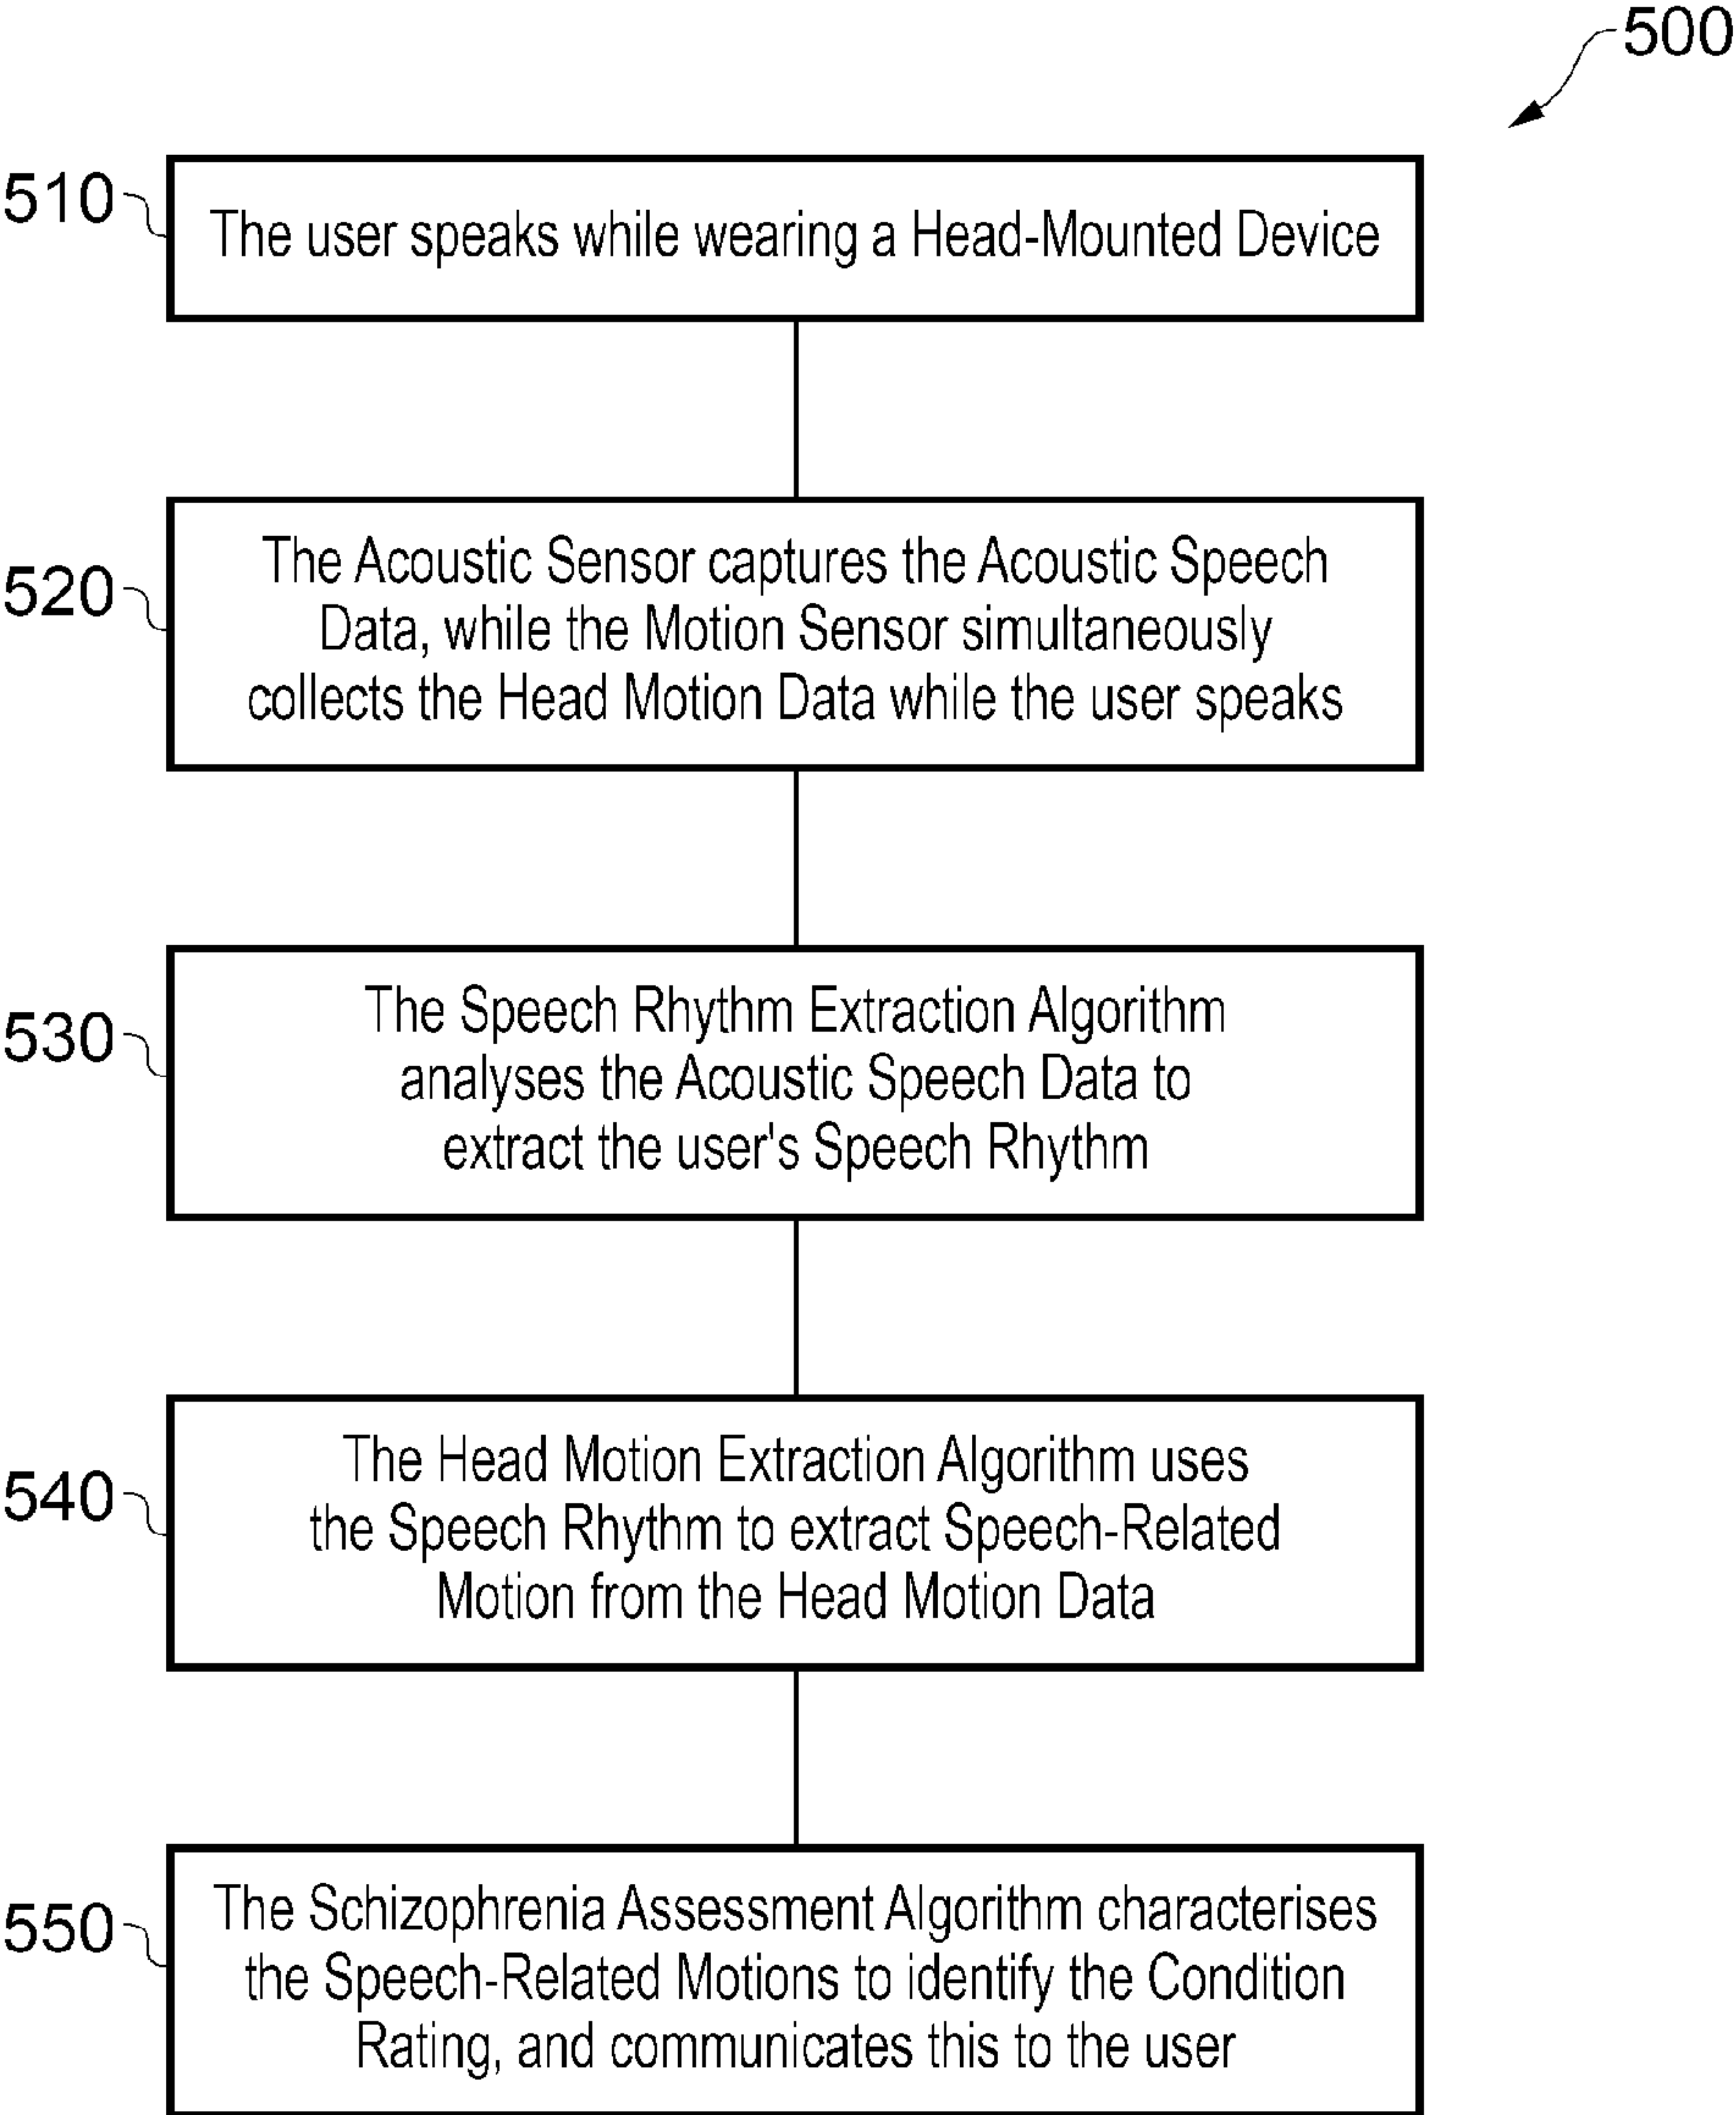 500
510
The user speaks while wearing a Head-Mounted Device
520
The Acoustic Sensor captures the Acoustic Speech
Data, while the Motion Sensor simultaneously
collects the Head Motion Data while the user speaks
530
The Speech Rhythm Extraction Algorithm
analyses the Acoustic Speech Data to
extract the user's Speech Rhythm
540
The Head Motion Extraction Algorithm uses
the Speech Rhythm to extract Speech-Related
Motion from the Head Motion Data
550
The Schizophrenia Assessment Algorithm characterises
the Speech-Related Motions to identify the Condition
Rating, and communicates this to the user